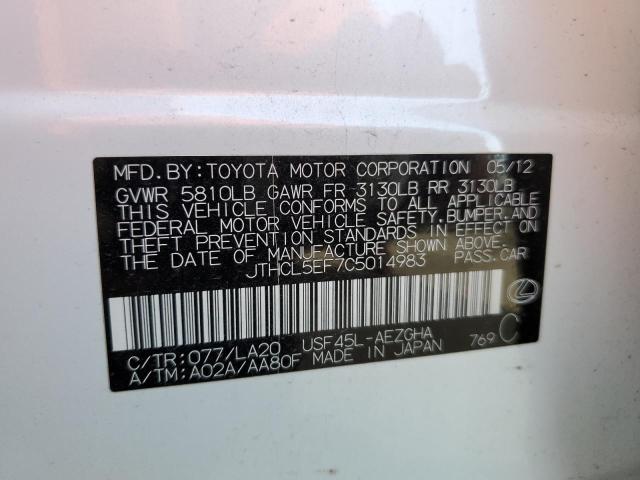 MFD. BY: TOYOTA MOTOR CORPORATION 05/12
GVWR 5810LB GAWR FR 3130LB RR 3130LB
THIS VEHICLE CONFORMS TO ALL APPLICABLE
FEDERAL MOTOR VEHICLE SAFETY, BUMPER, AND
THEFT PREVENTION STANDARDS IN EFFECT ON
THE DATE OF MANUFACTURE SHOWN ABOVE.
JTHCL5EF7C5014983 PASS. CAR
C/TR: 077/LA20 USF45L-AEZGHA
A/TM: A02A/AA80F MADE IN JAPAN 769 C